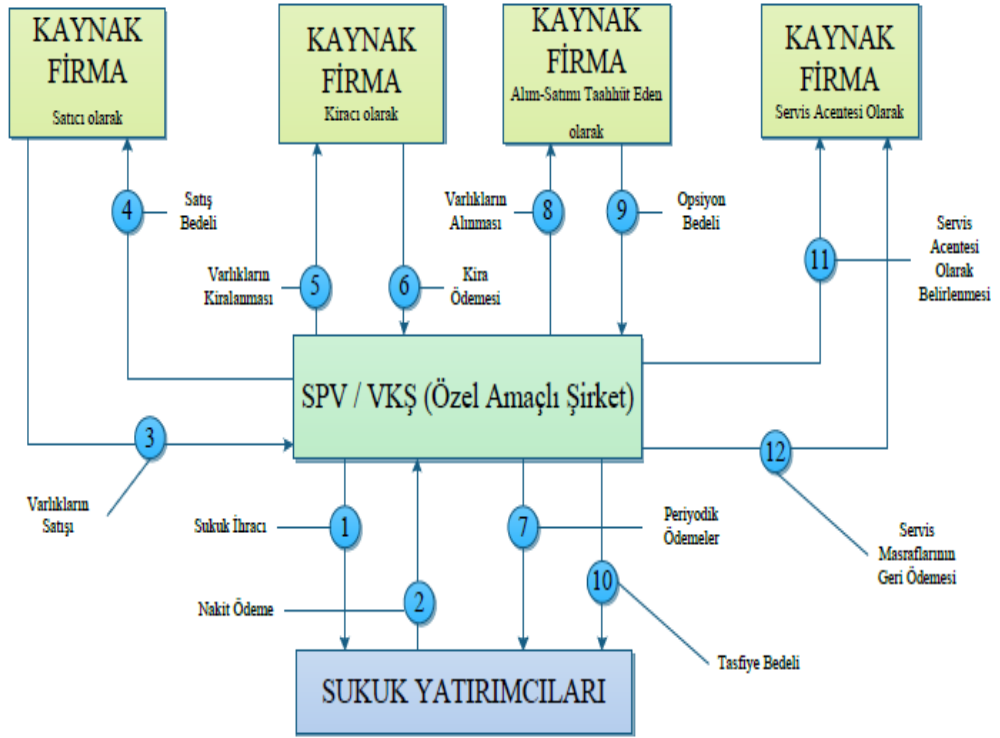 KAYNAK
FİRMA
Satıcı olarak
KAYNAK
FİRMA
Kiracı olarak
KAYNAK
FİRMA
Alım-Satımı Taahhüt Eden
olarak
KAYNAK
FİRMA
Servis Acentesi Olarak
4
Satış
Bedeli
Varlıkların
Kiralanması
5
6
Kira
Ödemesi
Varlıkların
Alınması
8
9
Opsiyon
Bedeli
11
Servis
Acentesi
Olarak
Belirlenmesi
SPV / VKŞ (Özel Amaçlı Şirket)
3
Varlıkların
Satışı
12
Servis
Masraflarının
Geri Ödemesi
Sukuk İhracı
1
Nakit Ödeme
2
7
Periyodik
Ödemeler
10
Tasfiye Bedeli
SUKUK YATIRIMCILARI